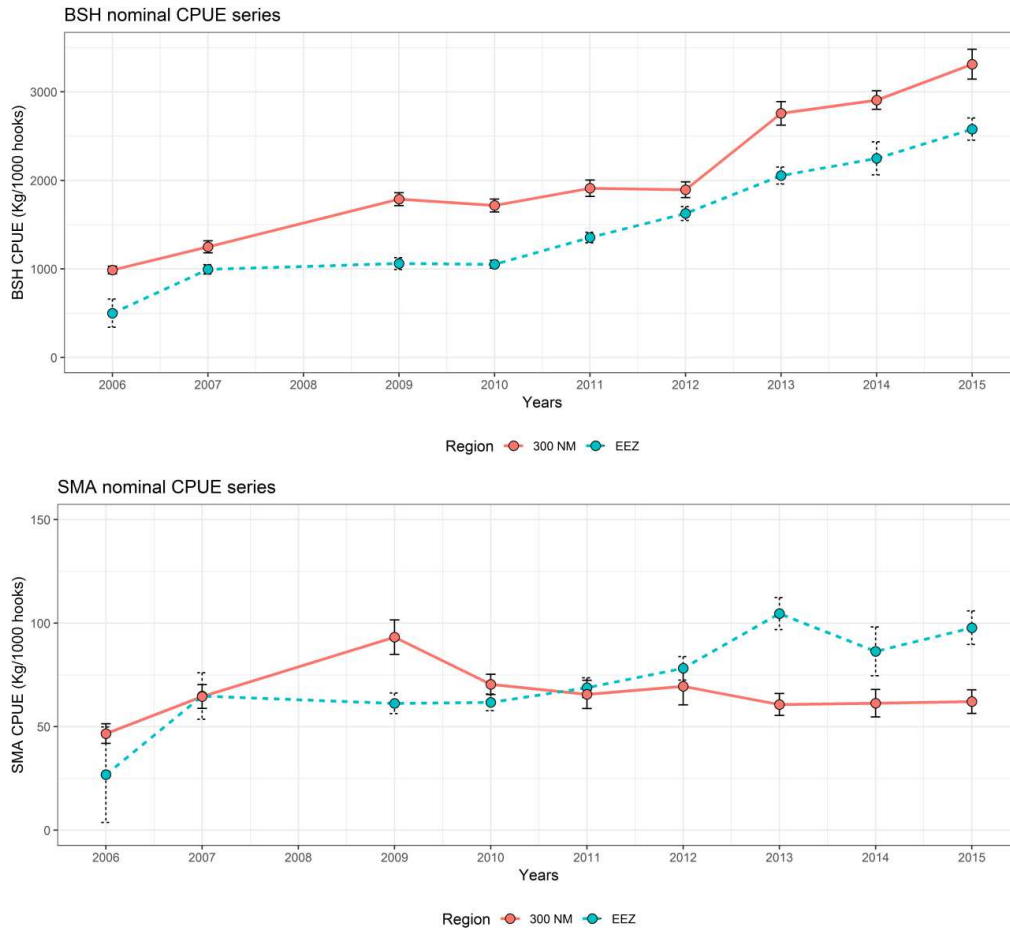 BSH nominal CPUE series
BSH CPUE (Kg/1000 hooks)
3000
2000
1000
0
2006 2007 2008 2009 2010 2011 2012 2013 2014 2015
Years
Region 300 NM EEZ
SMA nominal CPUE series
SMA CPUE (Kg/1000 hooks)
150
100
50
0
2006 2007 2008 2009 2010 2011 2012 2013 2014 2015
Years
Region 300 NM EEZ